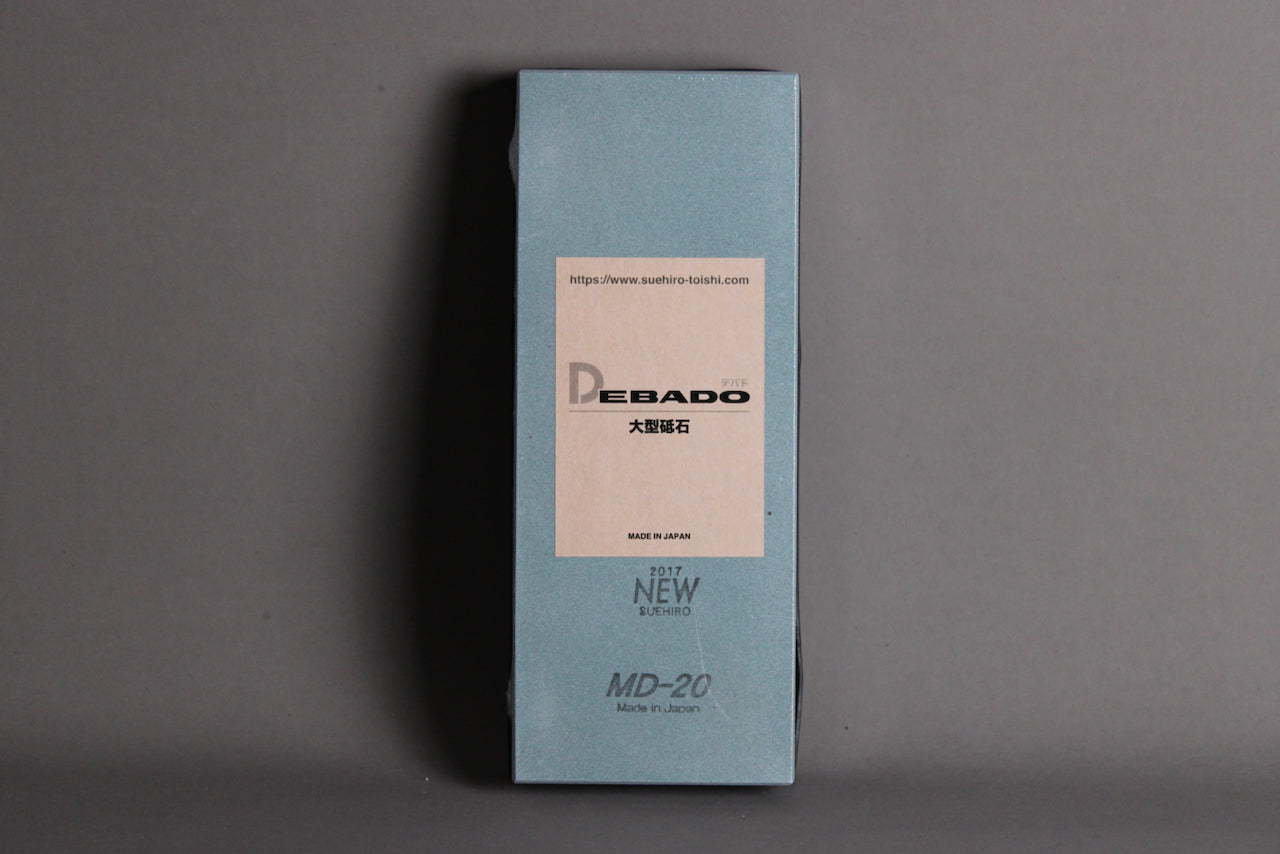 https://www.suehiro-toishi.com
デバド
DEBADO
大型砥石
MADE IN JAPAN
2017
NEW
SUEHIRO
MD-20
Made in Japan